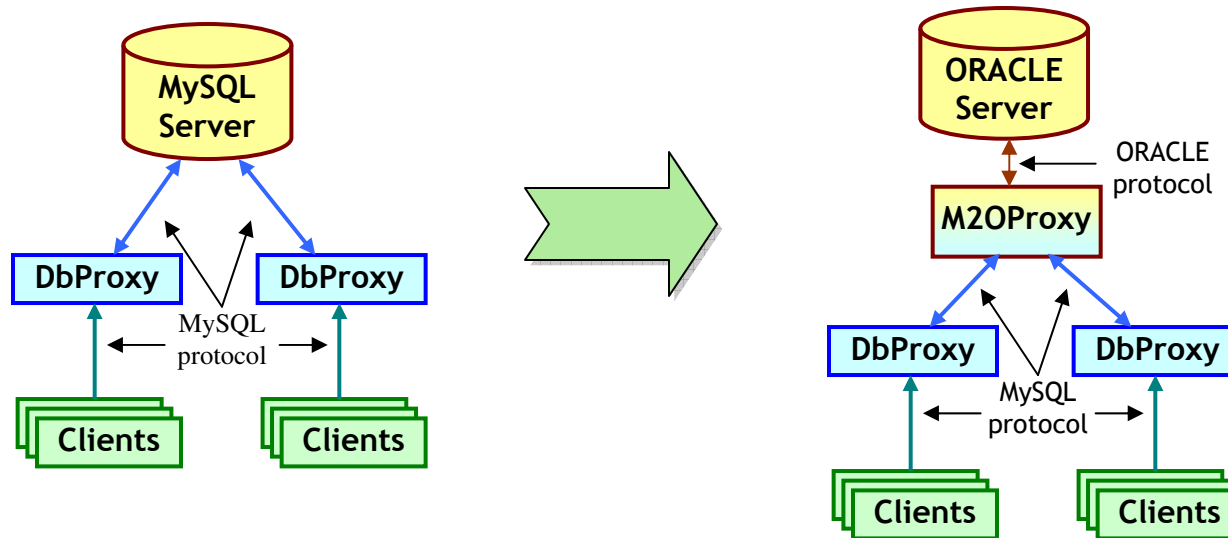 MySQL
Server
DbProxy
DbProxy
MySQL
protocol
Clients
Clients
ORACLE
Server
ORACLE
protocol
M2OProxy
DbProxy
DbProxy
MySQL
protocol
Clients
Clients